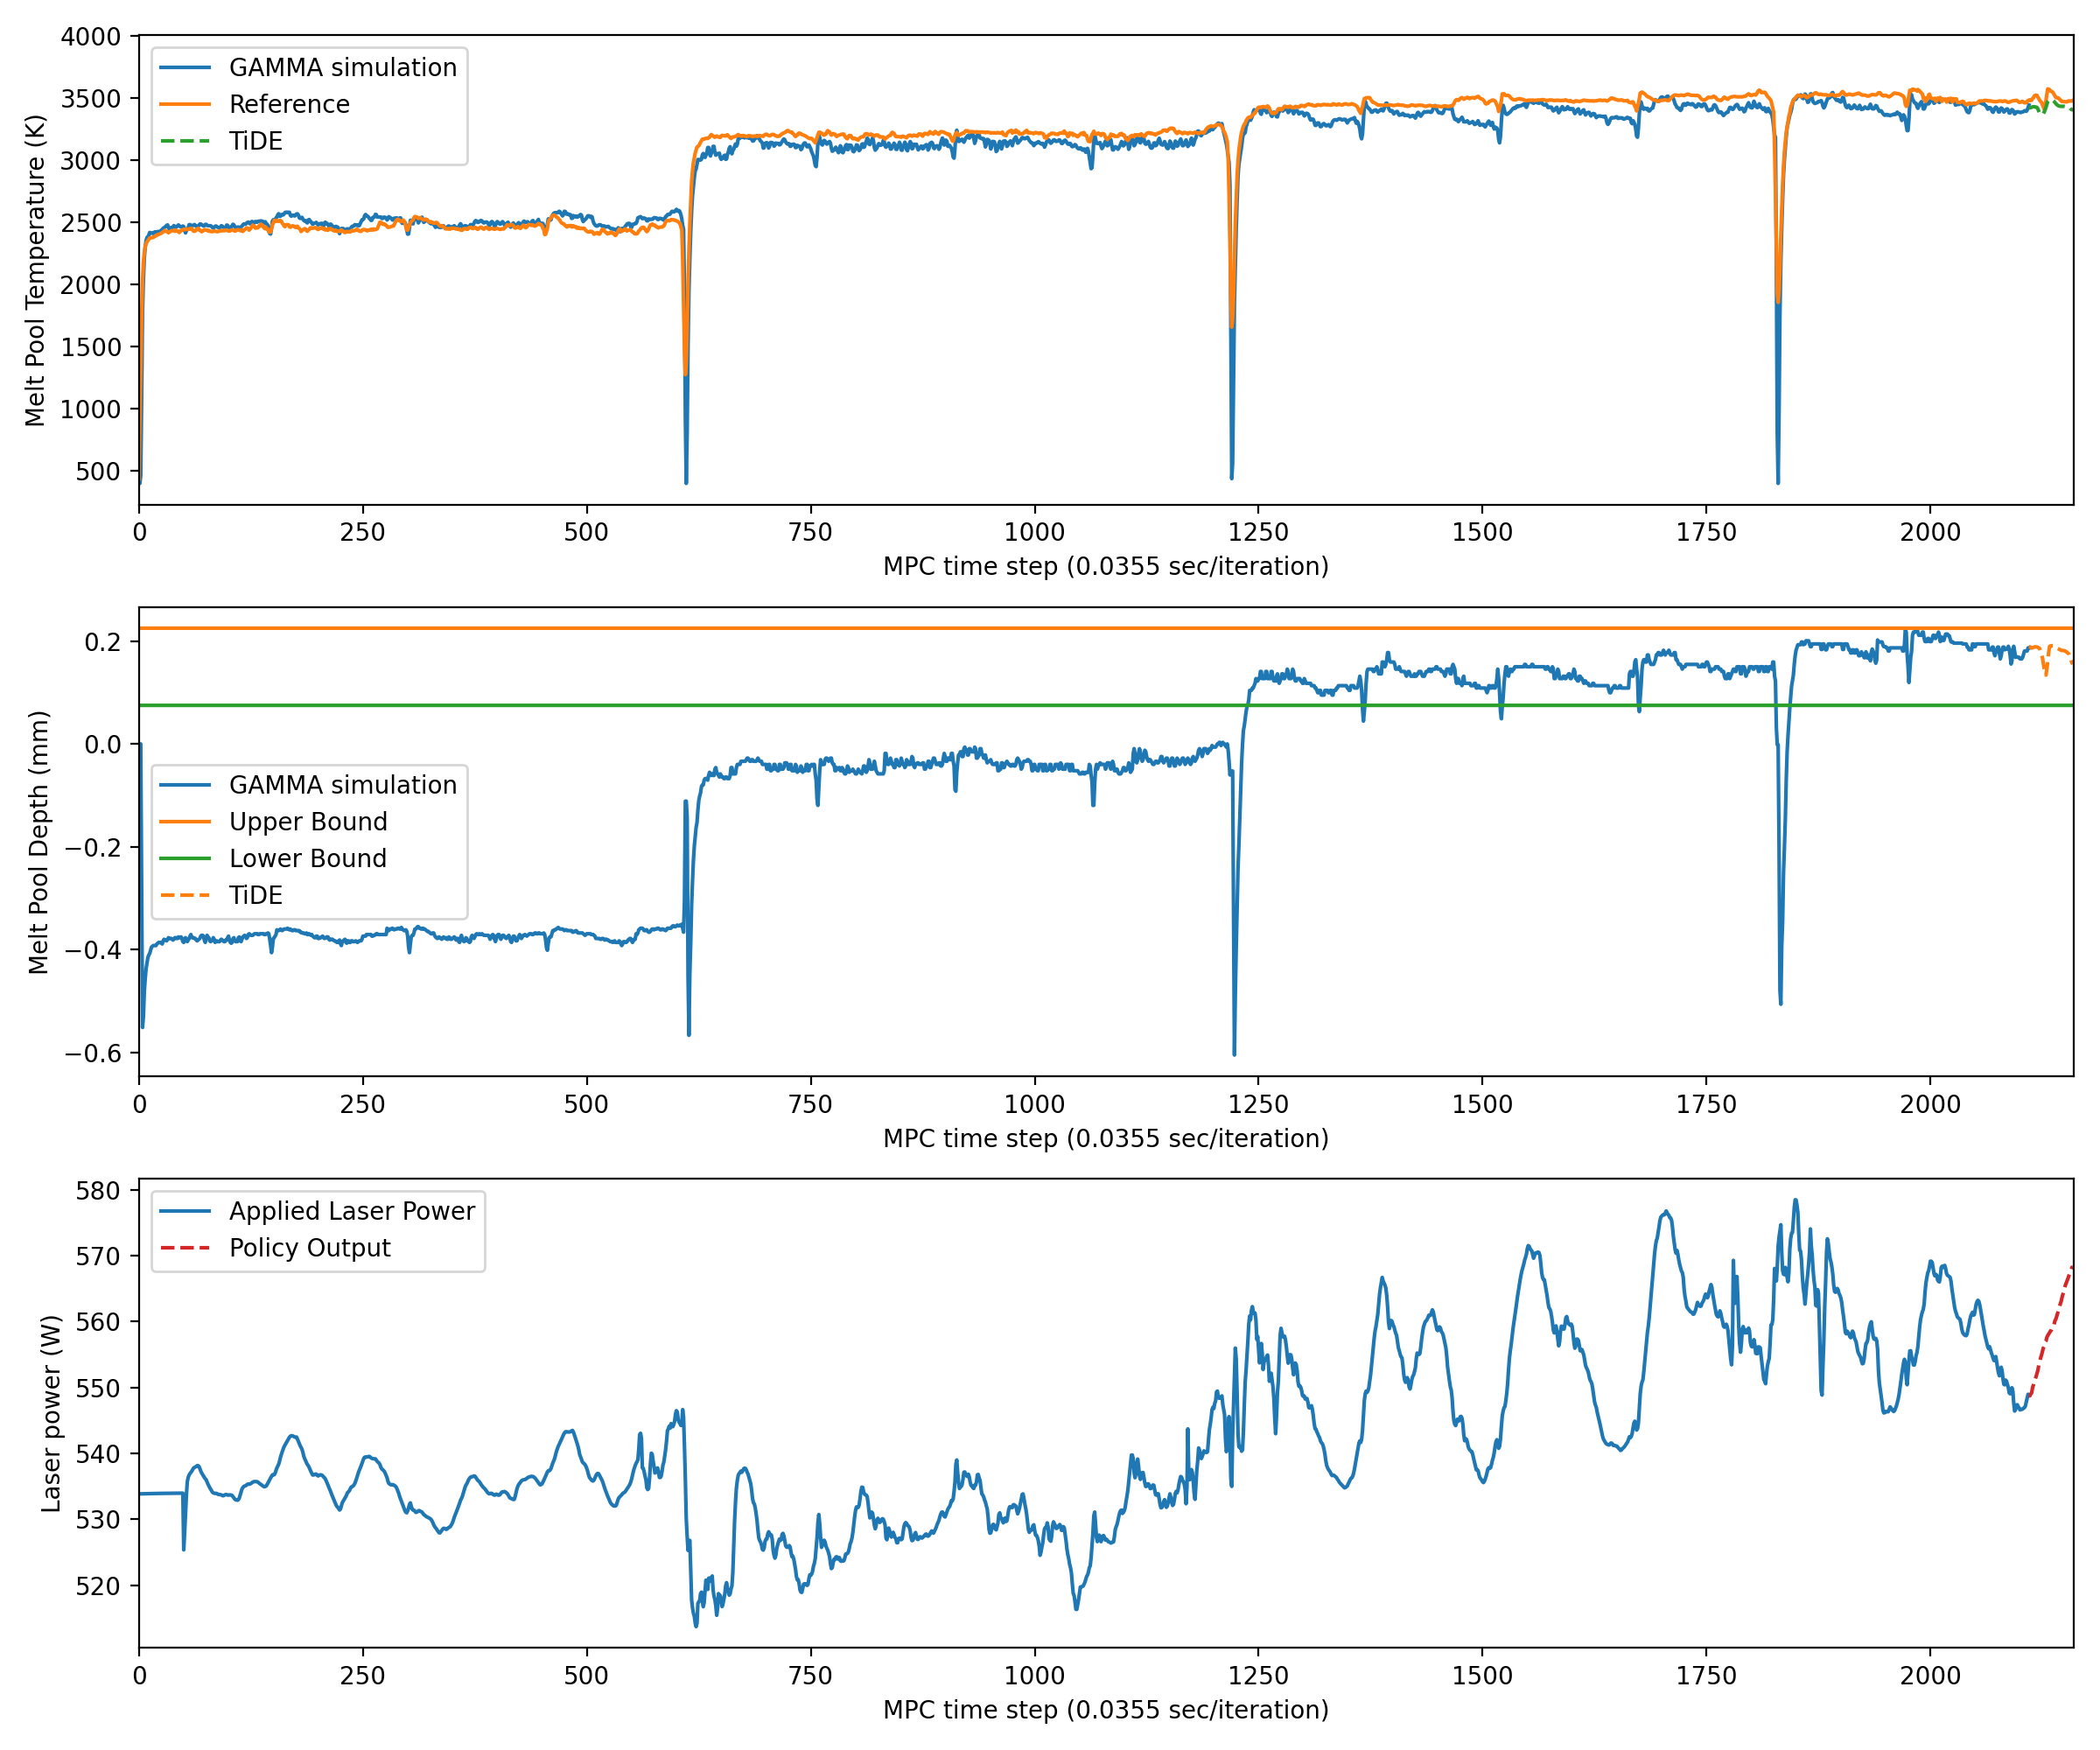 4000
3500
3000
2500
2000
1500
1000
500
Melt Pool Temperature (K)
GAMMA simulation
Reference
TiDE
0 250 500 750 1000 1250 1500 1750 2000
MPC time step (0.0355 sec/iteration)
0.2
0.0
−0.2
−0.4
−0.6
Melt Pool Depth (mm)
GAMMA simulation
Upper Bound
Lower Bound
TiDE
0 250 500 750 1000 1250 1500 1750 2000
MPC time step (0.0355 sec/iteration)
580
570
560
550
540
530
520
Laser power (W)
Applied Laser Power
Policy Output
0 250 500 750 1000 1250 1500 1750 2000
MPC time step (0.0355 sec/iteration)